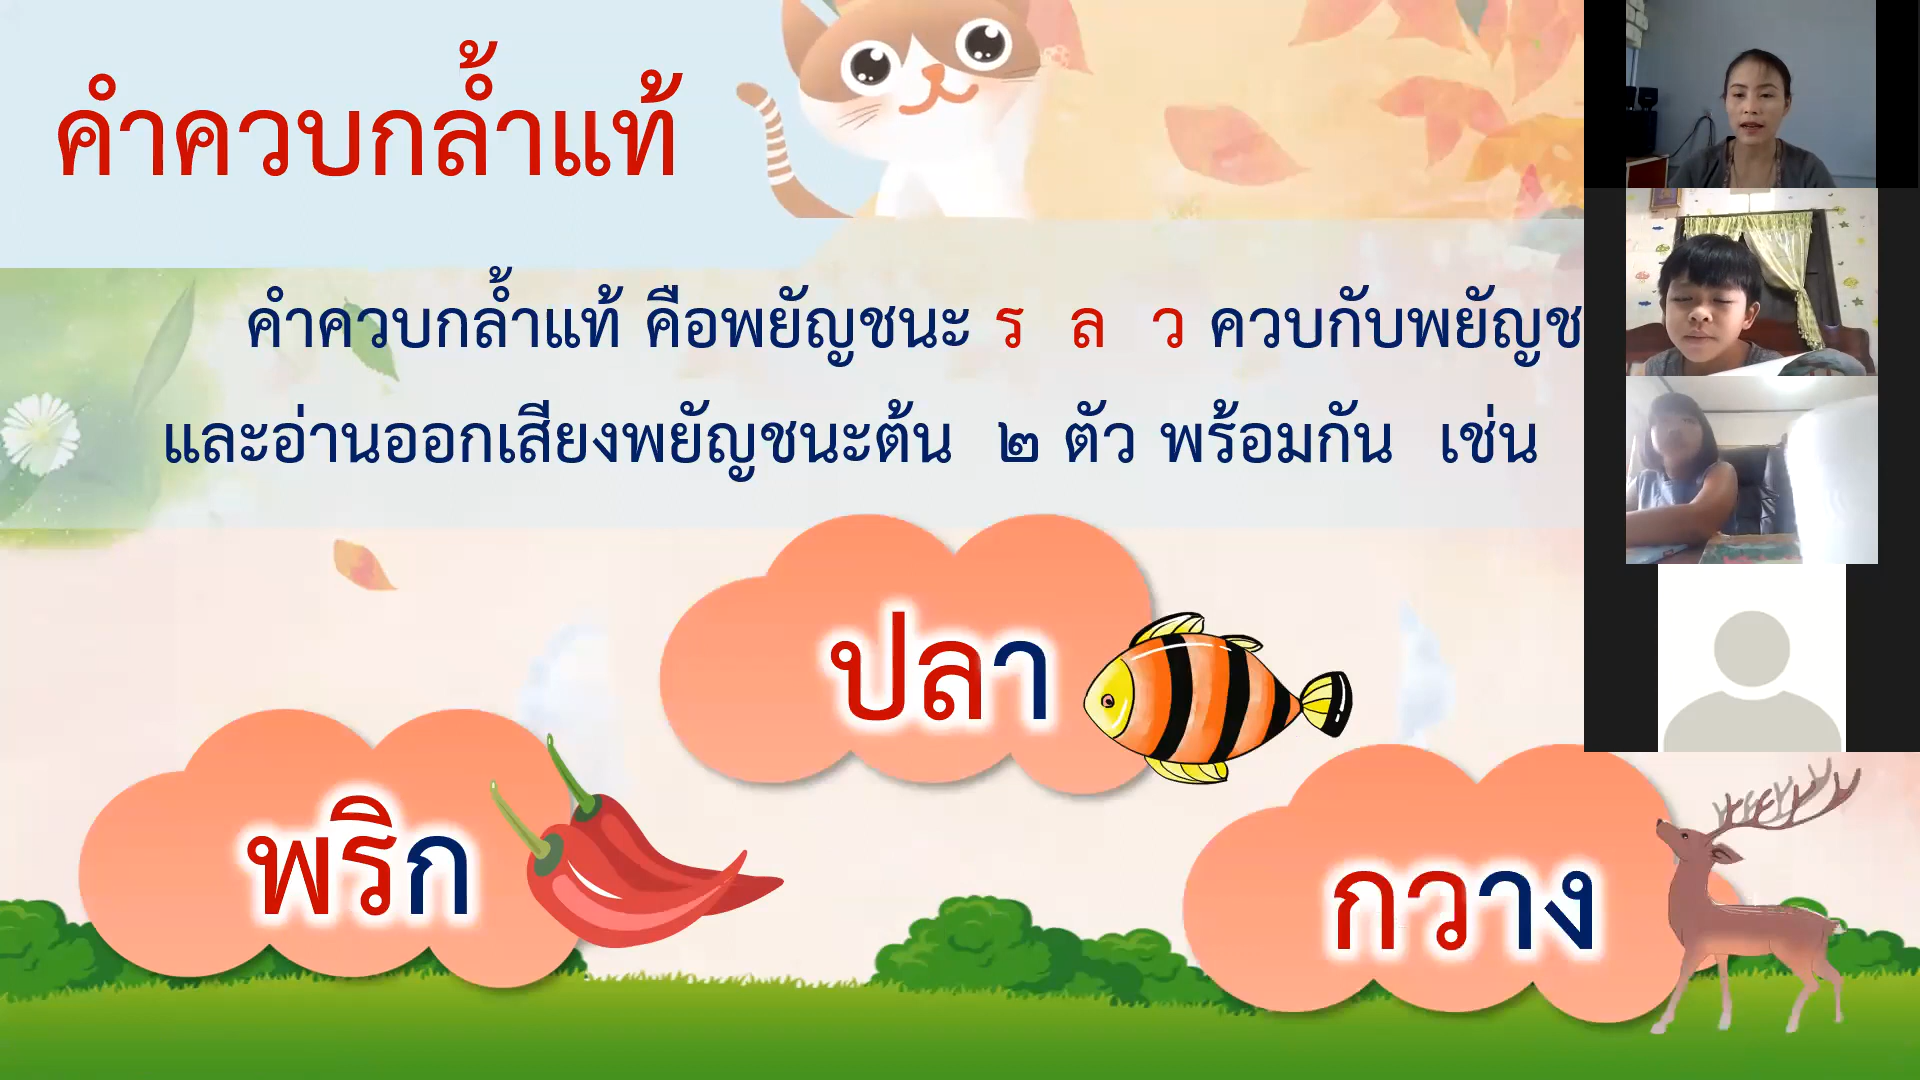 คำควบกล้ำแท้
คำควบกล้ำแท้ คือพยัญชนะ ร ล ว ควบกับพยัญช
และอ่านออกเสียงพยัญชนะต้น ๒ ตัว พร้อมกัน เช่น
ปลา
พริก
กวาง